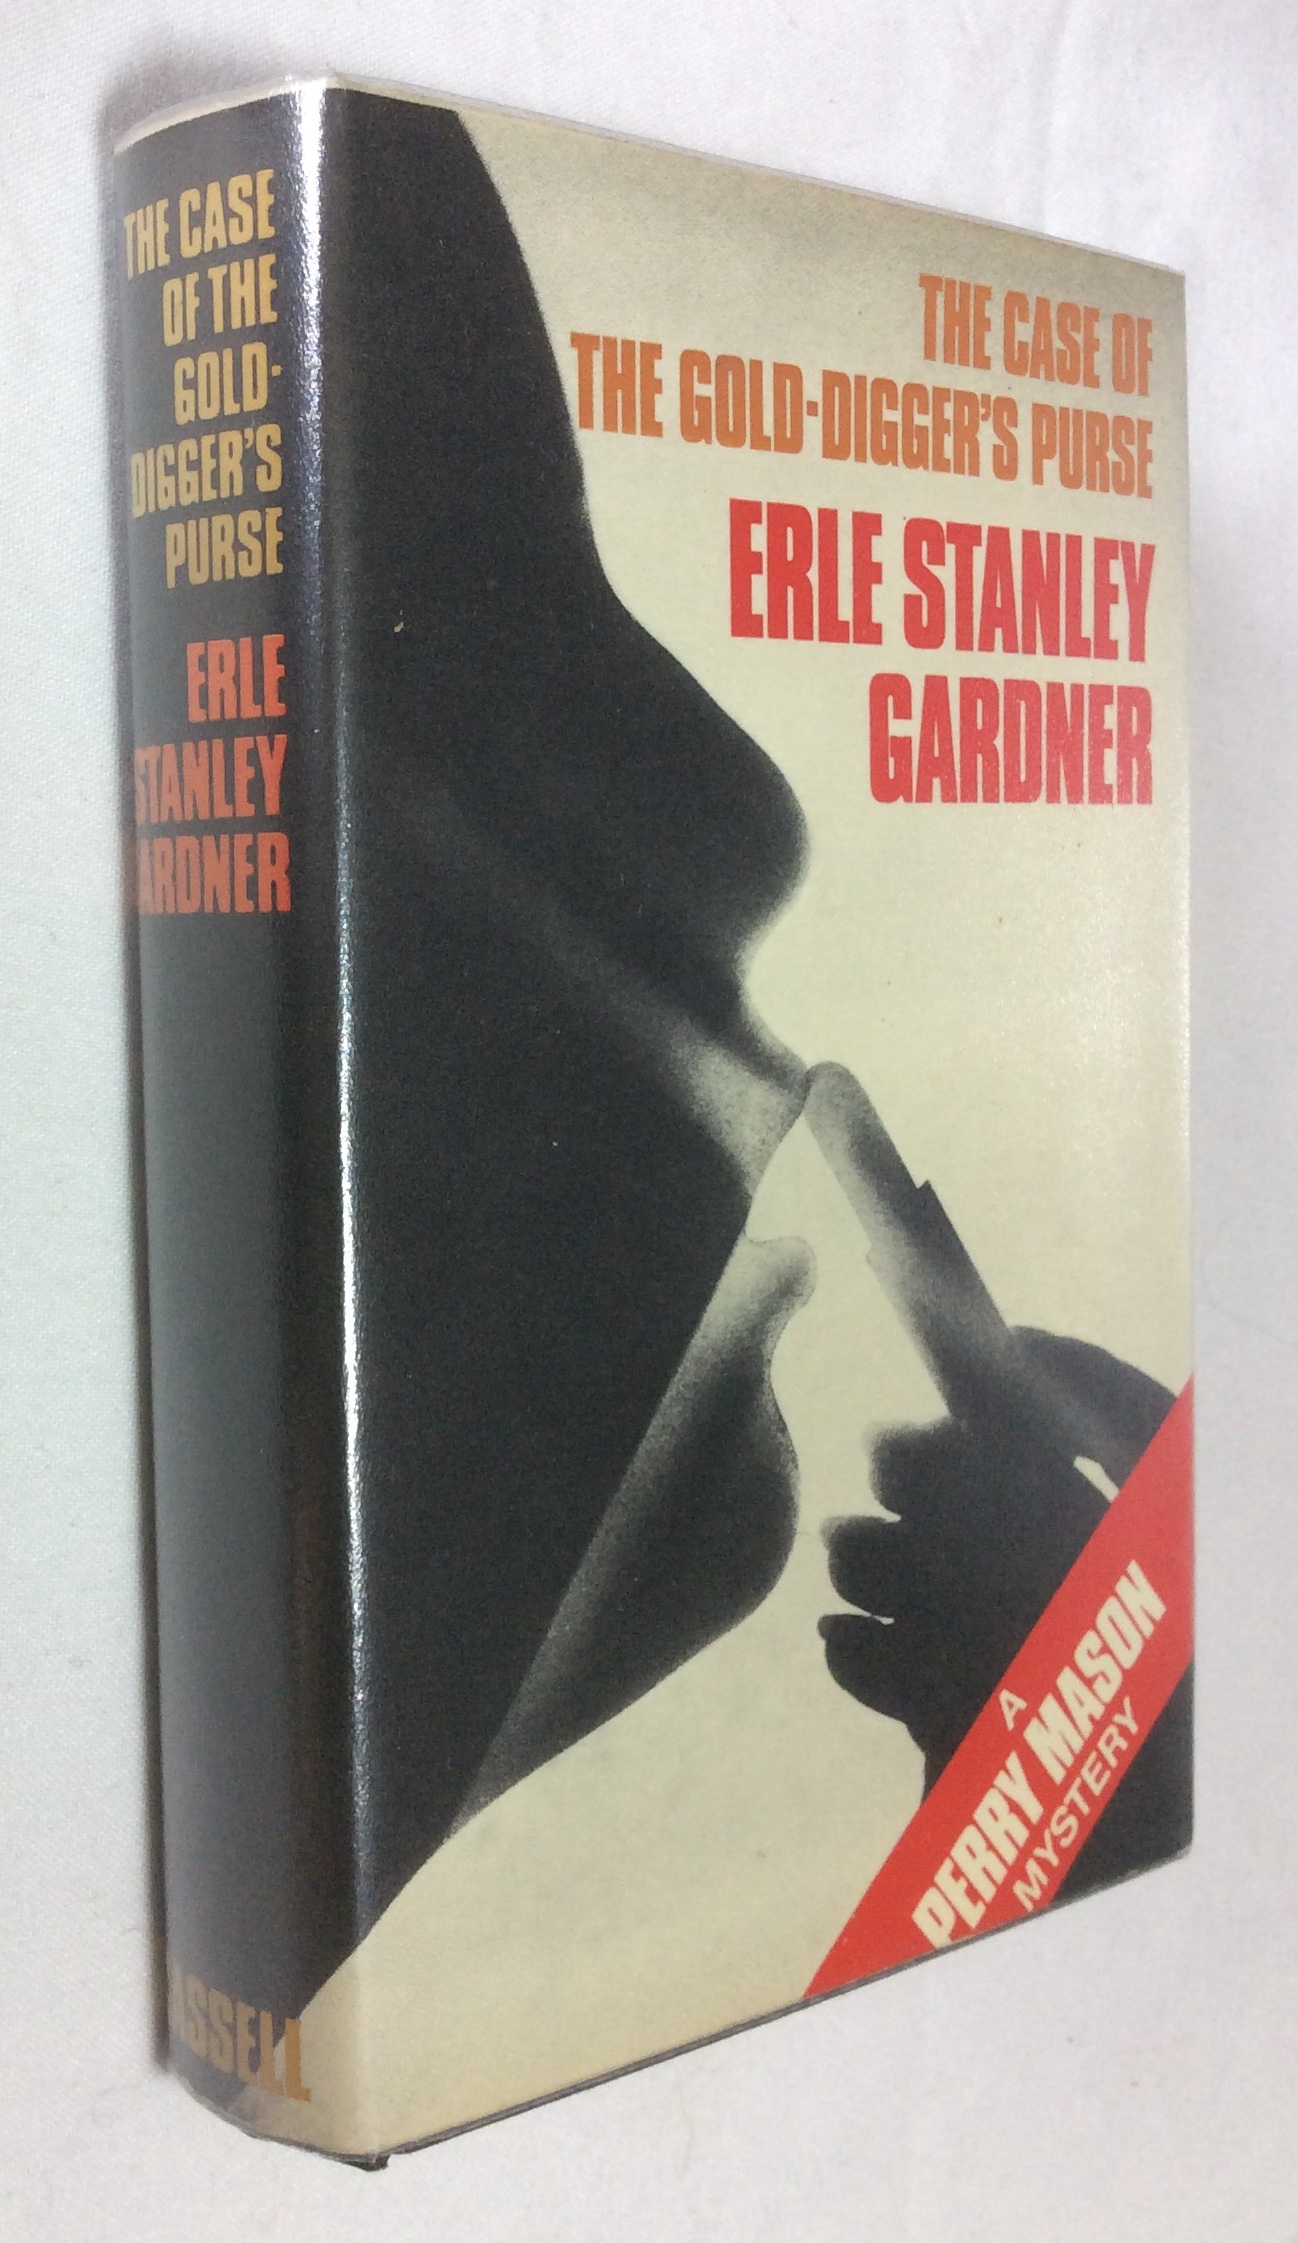 THE CASE
OF THE
GOLD-
DIGGER'S
PURSE
ERLE
STANLEY
ARDNER
ASSELL
THE CASE OF
THE GOLD-DIGGER'S PURSE
ERLE STANLEY
GARDNER
A
PERRY MASON
MYSTERY